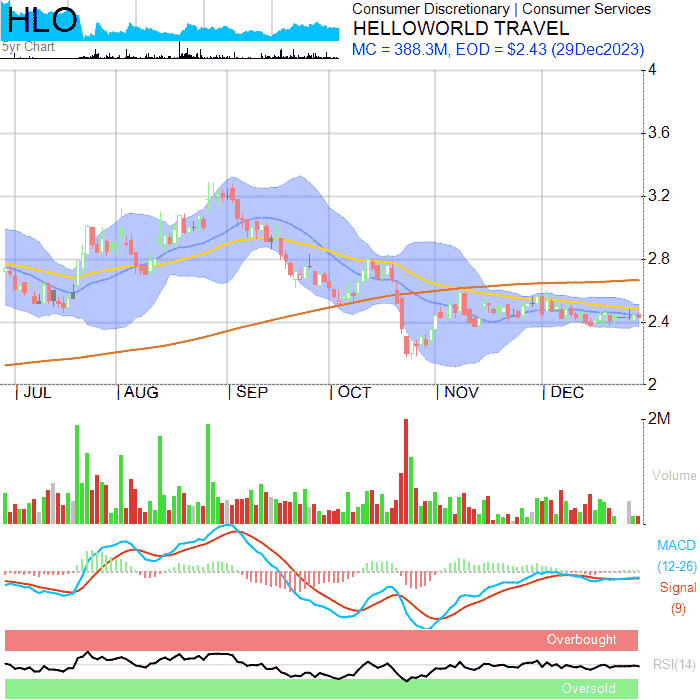 HLO
5yr Chart
Consumer Discretionary | Consumer Services
HELLOWORLD TRAVEL
MC = 388.3M, EOD = $2.43 (29Dec2023)
4
3.6
3.2
2.8
2.4
2
| JUL | AUG | SEP | OCT | NOV | DEC
2M
Volume
MACD
(12-26)
Signal
(9)
Overbought
RSI(14)
Oversold